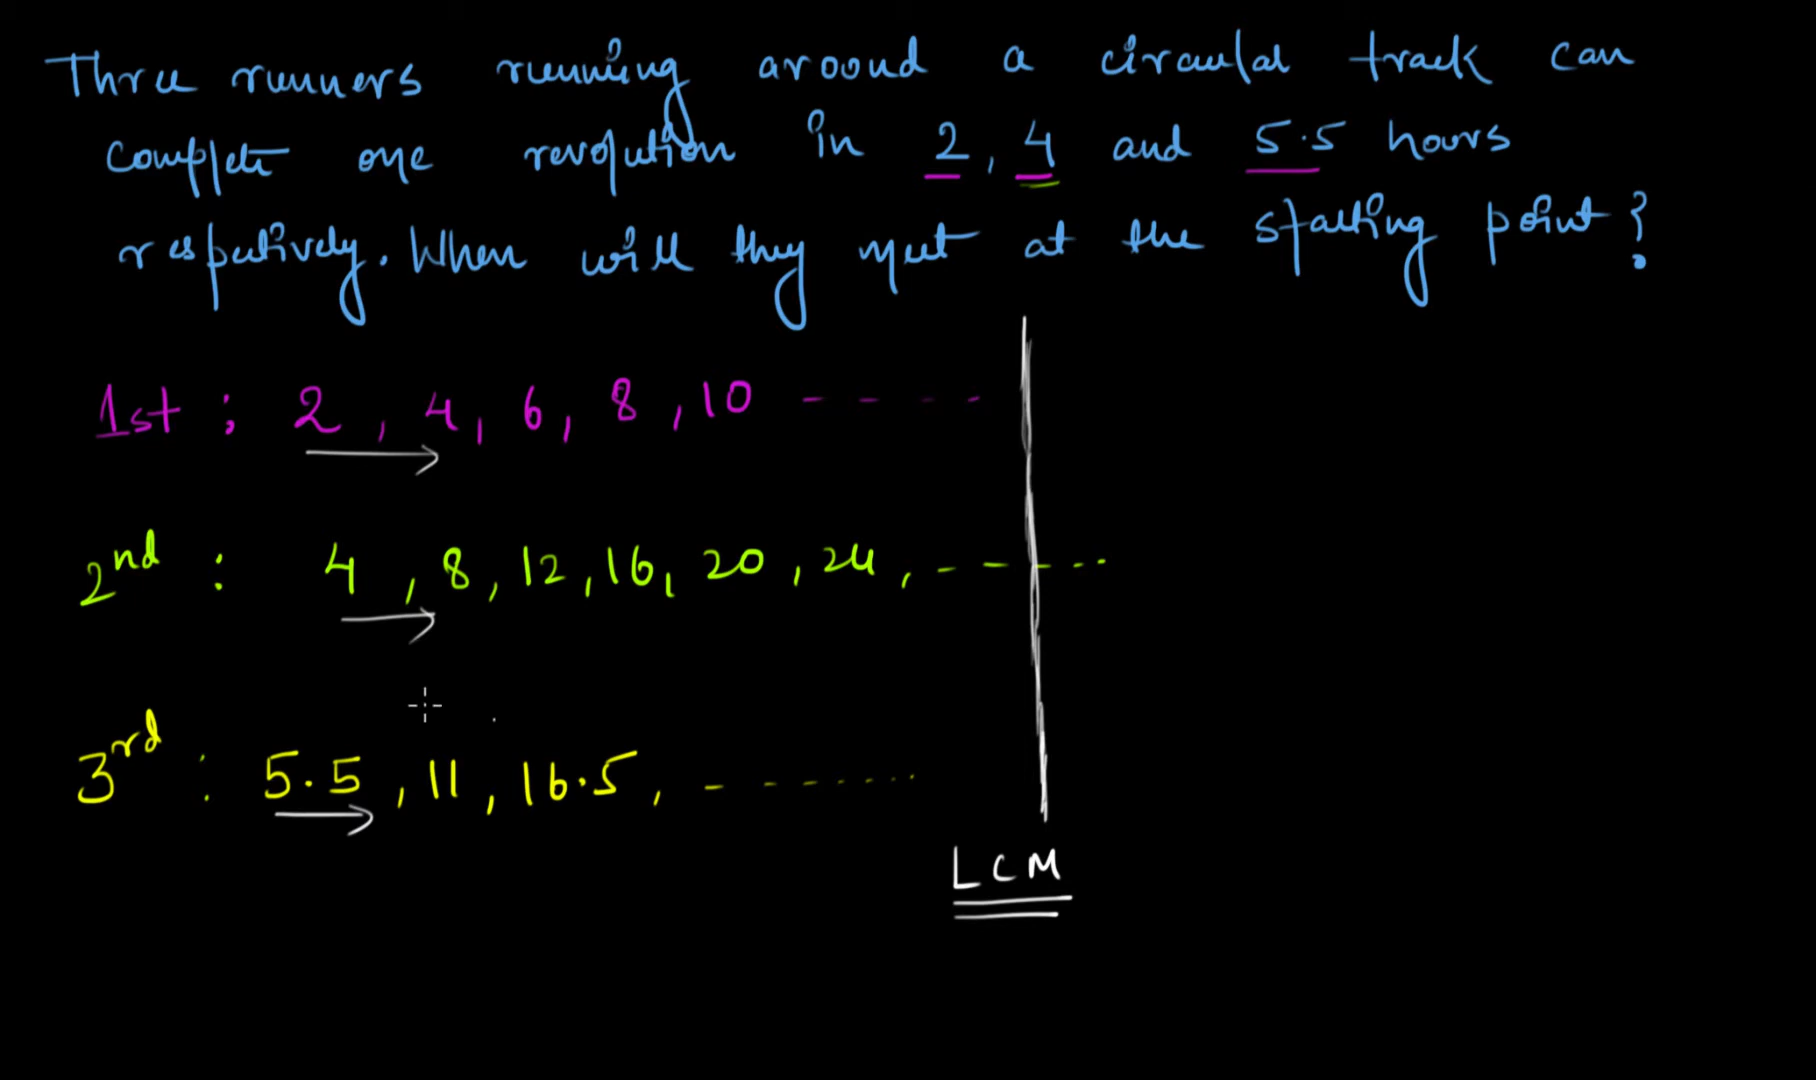 Three runners running around a circular track can
complete one revolution in 2, 4 and 5.5 hours
respectively. When will they meet at the starting point?
1st : 2, 4, 6, 8, 10 - - - -
2nd : 4, 8, 12, 16, 20, 24, - - - - -
3rd : 5.5, 11, 16.5, - - - - - - -
LCM